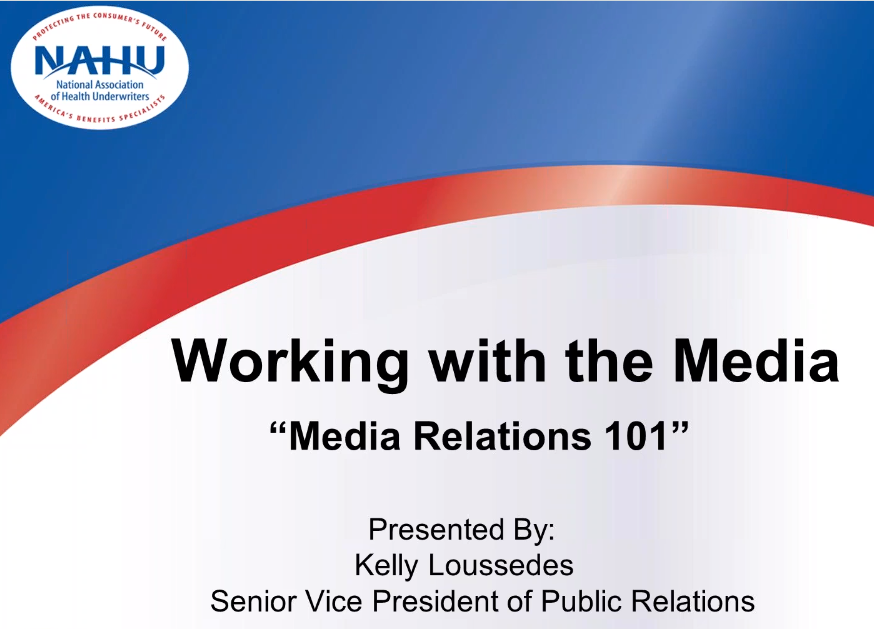 PROTECTING THE CONSUMER'S FUTURE
NAHU
National Association
of Health Underwriters
AMERICA'S BENEFITS SPECIALISTS
Working with the Media
“Media Relations 101”
Presented By:
Kelly Loussedes
Senior Vice President of Public Relations